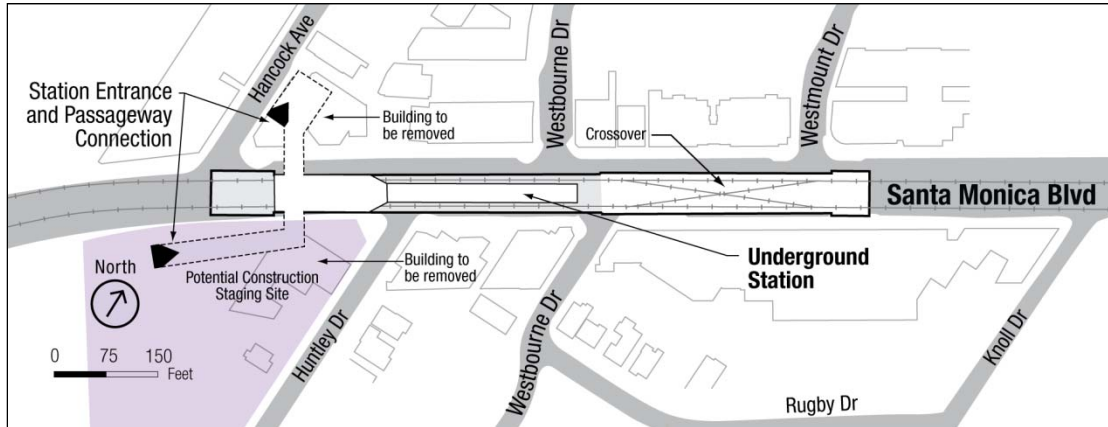 Hancock Ave
Westbourne Dr
Westmount Dr
Station Entrance
and Passageway
Connection
Building to
be removed
Crossover
Santa Monica Blvd
Underground
Station
North
Potential Construction
Staging Site
Building to
be removed
0 75 150
Feet
Huntley Dr
Westbourne Dr
Rugby Dr
Knoll Dr